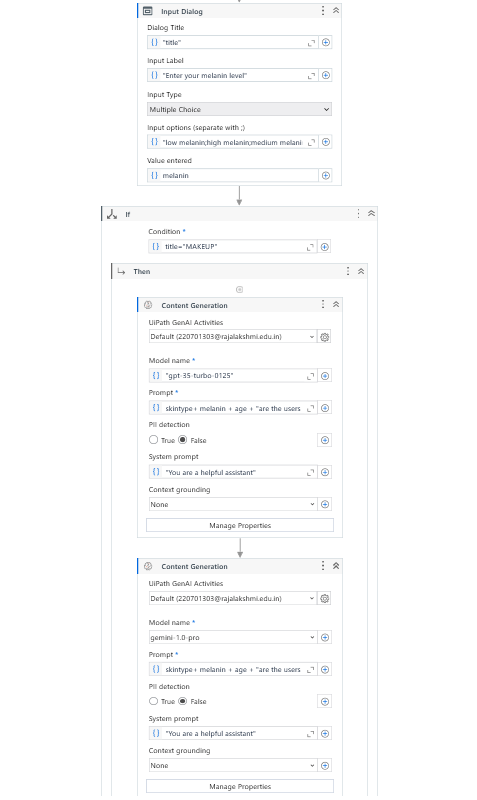 Input Dialog
Dialog Title
"title"
Input Label
"Enter your melanin level"
Input Type
Multiple Choice
Input options (separate with ;)
"low melanin;high melanin;medium melani
Value entered
melanin
If
Condition *
title="MAKEUP"
Then
Content Generation
UiPath GenAI Activities
Default (220701303@rajalakshmi.edu.in)
Model name *
"gpt-35-turbo-0125"
Prompt *
skintype+ melanin + age + "are the users
PII detection
True False
System prompt
"You are a helpful assistant"
Context grounding
None
Manage Properties
Content Generation
UiPath GenAI Activities
Default (220701303@rajalakshmi.edu.in)
Model name *
gemini-1.0-pro
Prompt *
skintype+ melanin + age + "are the users
PII detection
True False
System prompt
"You are a helpful assistant"
Context grounding
None
Manage Properties